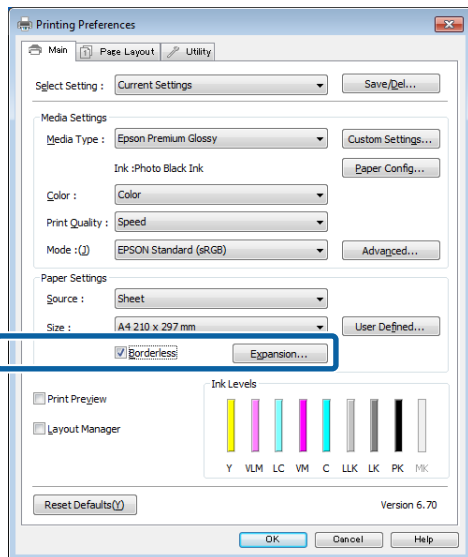 Printing Preferences
Main Page Layout Utility
Select Setting : Current Settings Save/Del...
Media Settings
Media Type : Epson Premium Glossy Custom Settings...
Ink :Photo Black Ink Paper Config...
Color : Color
Print Quality : Speed
Mode :(J) EPSON Standard (sRGB) Advanced...
Paper Settings
Source : Sheet
Size : A4 210 x 297 mm User Defined...
Borderless Expansion...
Ink Levels
Print Preview
Layout Manager
Y VLM LC VM C LLK LK PK MK
Reset Defaults(Y) Version 6.70
OK Cancel Help